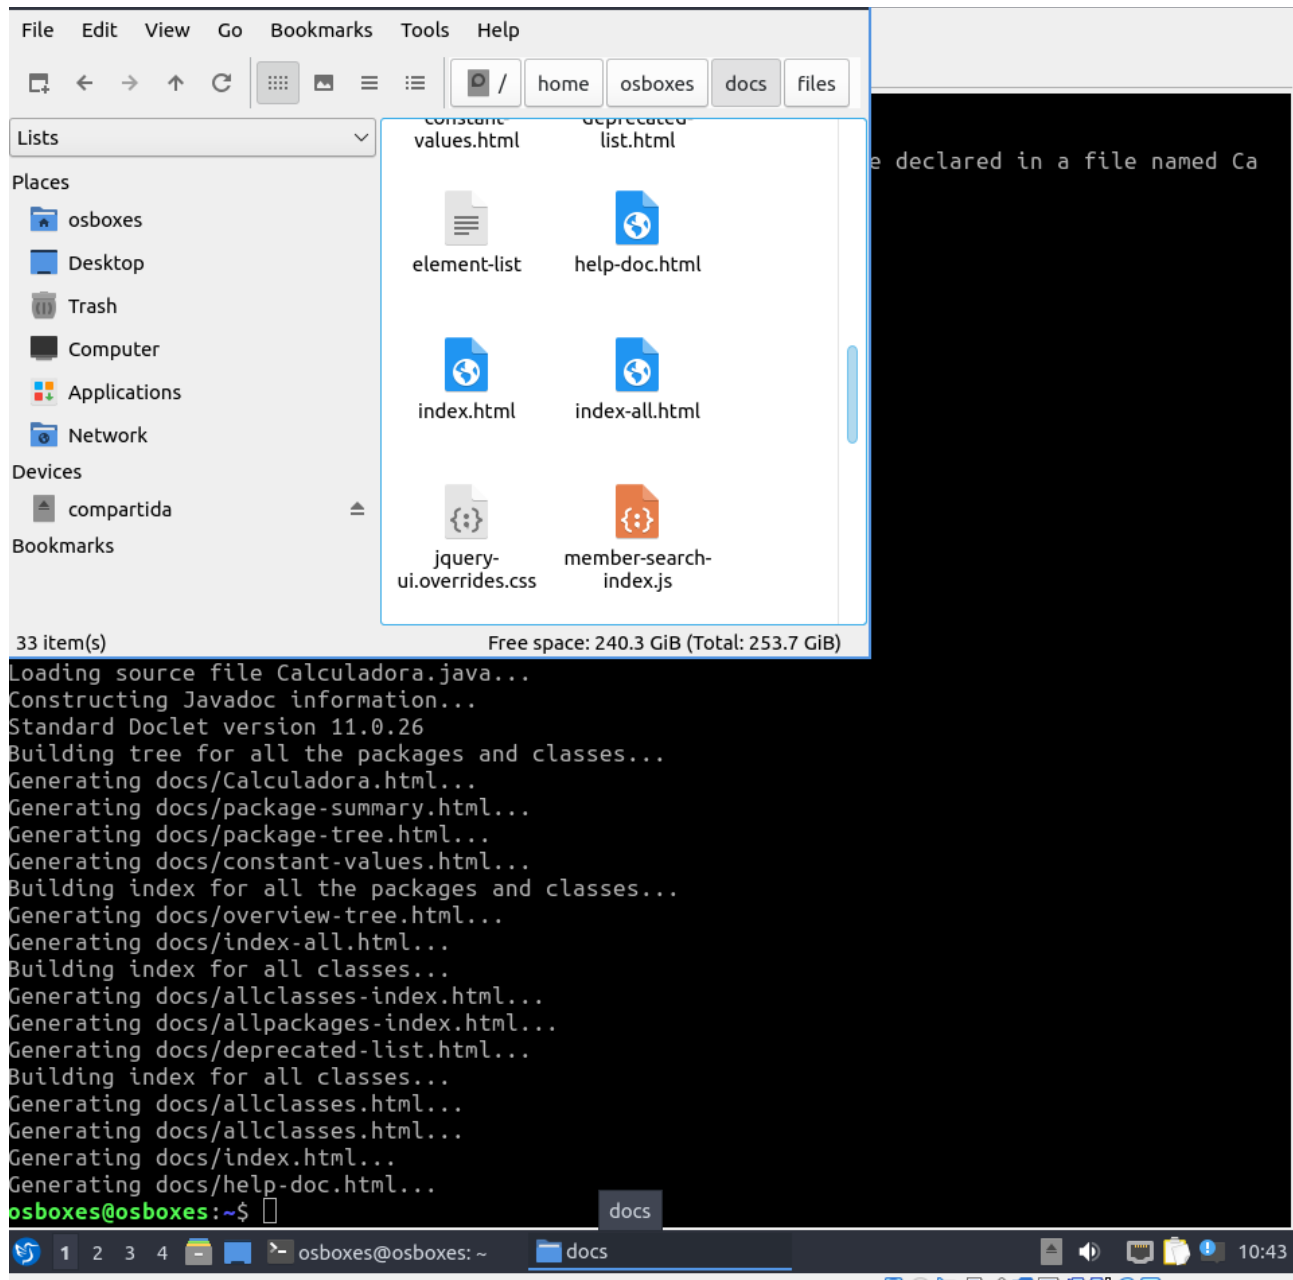 File Edit View Go Bookmarks Tools Help
/ home osboxes docs files
Lists
Places
osboxes
Desktop
Trash
Computer
Applications
Network
Devices
compartida
Bookmarks
constant-
values.html
deprecated-
list.html
element-list
help-doc.html
index.html
index-all.html
jquery-
ui.overrides.css
member-search-
index.js
33 item(s)
Free space: 240.3 GiB (Total: 253.7 GiB)
e declared in a file named Ca
Loading source file Calculadora.java...
Constructing Javadoc information...
Standard Doclet version 11.0.26
Building tree for all the packages and classes...
Generating docs/Calculadora.html...
Generating docs/package-summary.html...
Generating docs/package-tree.html...
Generating docs/constant-values.html...
Building index for all the packages and classes...
Generating docs/overview-tree.html...
Generating docs/index-all.html...
Building index for all classes...
Generating docs/allclasses-index.html...
Generating docs/allpackages-index.html...
Generating docs/deprecated-list.html...
Building index for all classes...
Generating docs/allclasses.html...
Generating docs/allclasses.html...
Generating docs/index.html...
Generating docs/help-doc.html...
osboxes@osboxes:~$
docs
1 2 3 4 osboxes@osboxes: ~ docs 10:43